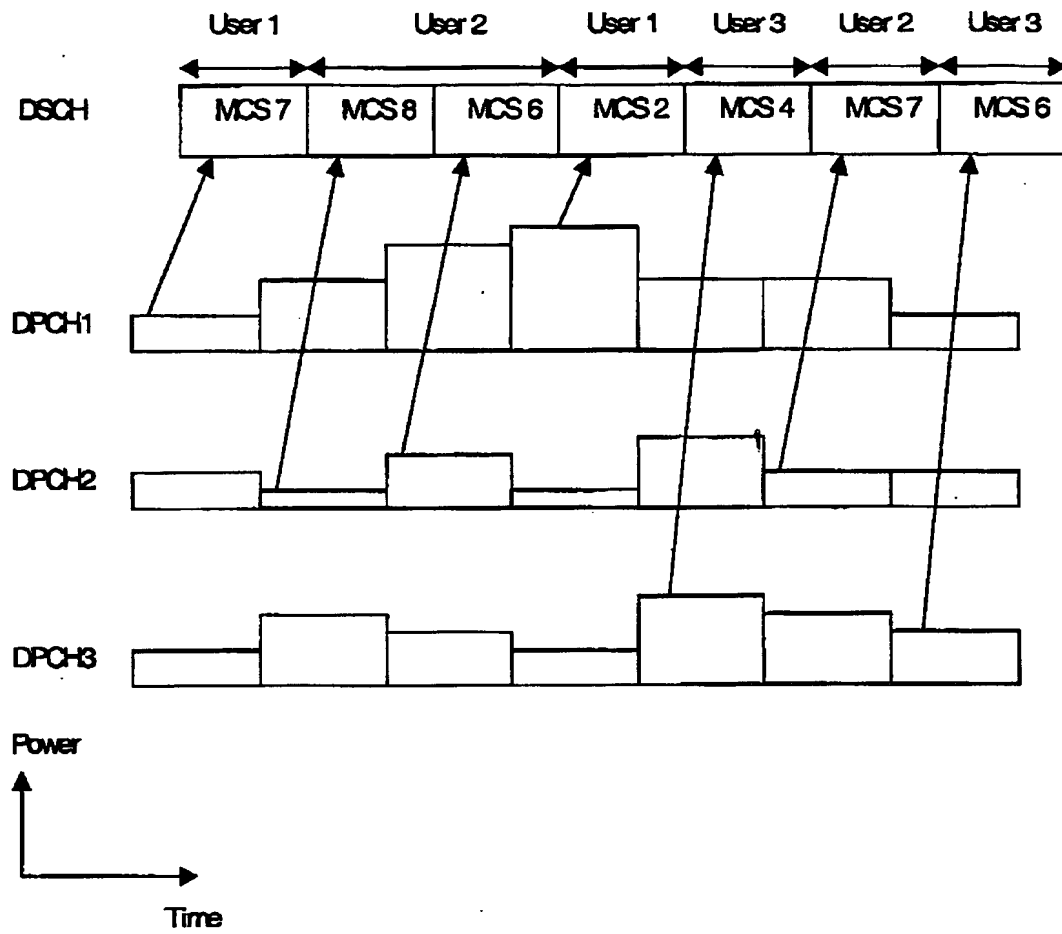 User 1 User 2 User 1 User 3 User 2 User 3
DSCH MCS 7 MCS 8 MCS 6 MCS 2 MCS 4 MCS 7 MCS 6
DPCH1
DPCH2
DPCH3
Power
Time